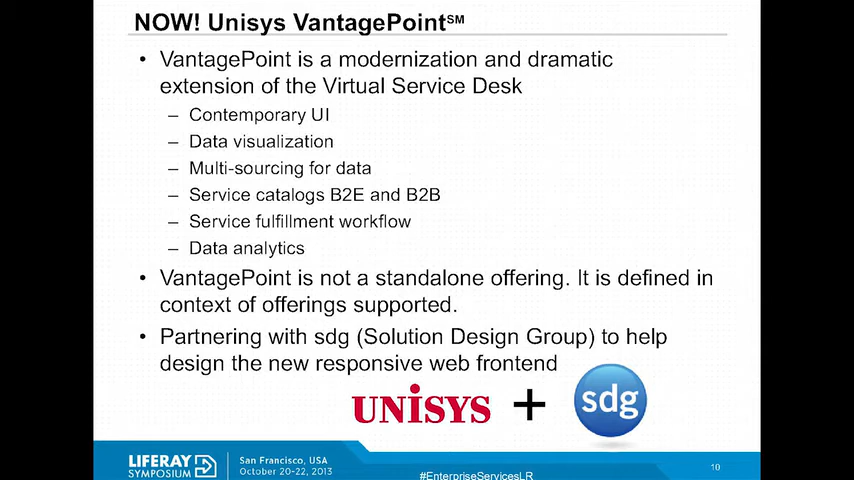 NOW! Unisys VantagePoint℠
• VantagePoint is a modernization and dramatic
extension of the Virtual Service Desk
– Contemporary UI
– Data visualization
– Multi-sourcing for data
– Service catalogs B2E and B2B
– Service fulfillment workflow
– Data analytics
• VantagePoint is not a standalone offering. It is defined in
context of offerings supported.
• Partnering with sdg (Solution Design Group) to help
design the new responsive web frontend
UNISYS + sdg
LIFERAY
SYMPOSIUM
San Francisco, USA
October 20-22, 2013
#EnterpriseServicesLR
10